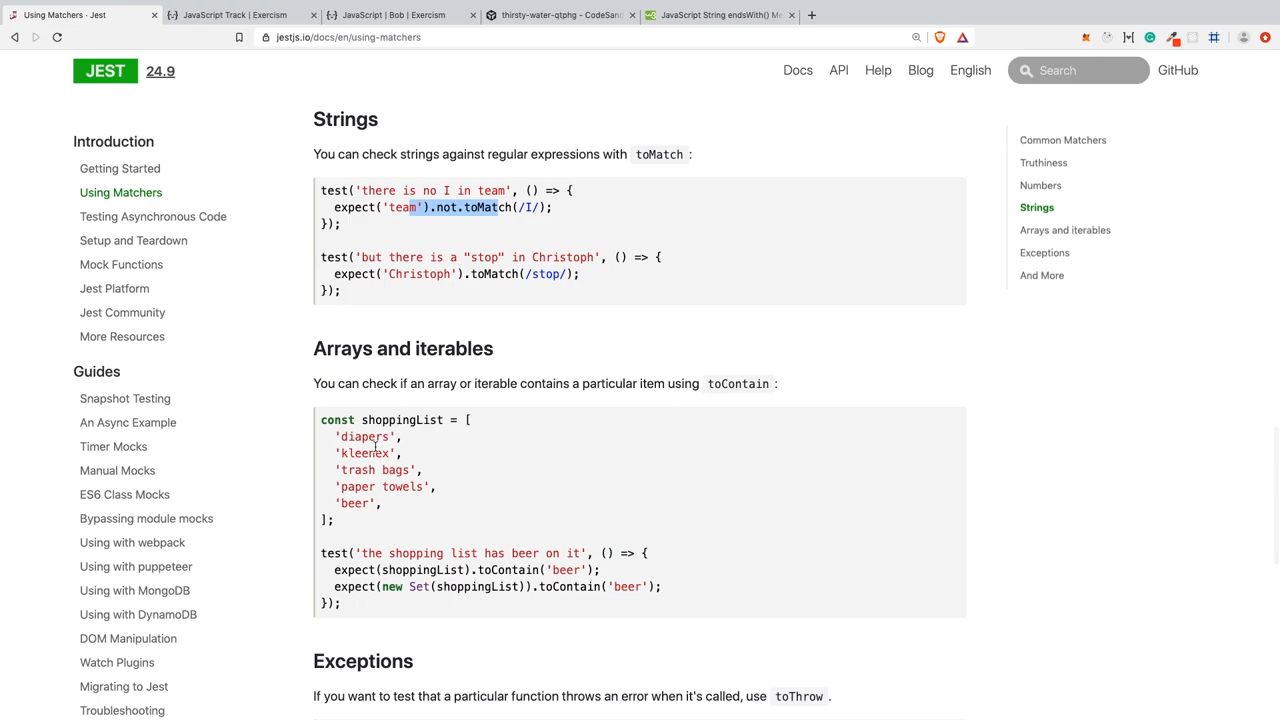 Using Matchers · Jest
JavaScript Track | Exercism
JavaScript | Bob | Exercism
thirsty-water-qtphg - CodeSand
JavaScript String endsWith() Me
jestjs.io/docs/en/using-matchers
JEST
24.9
Docs
API
Help
Blog
English
Search
GitHub
Introduction
Getting Started
Using Matchers
Testing Asynchronous Code
Setup and Teardown
Mock Functions
Jest Platform
Jest Community
More Resources
Guides
Snapshot Testing
An Async Example
Timer Mocks
Manual Mocks
ES6 Class Mocks
Bypassing module mocks
Using with webpack
Using with puppeteer
Using with MongoDB
Using with DynamoDB
DOM Manipulation
Watch Plugins
Migrating to Jest
Troubleshooting
Strings
You can check strings against regular expressions with toMatch :
test('there is no I in team', () => {
expect('team').not.toMatch(/I/);
});
test('but there is a "stop" in Christoph', () => {
expect('Christoph').toMatch(/stop/);
});
Arrays and iterables
You can check if an array or iterable contains a particular item using toContain :
const shoppingList = [
'diapers',
'kleenex',
'trash bags',
'paper towels',
'beer',
];
test('the shopping list has beer on it', () => {
expect(shoppingList).toContain('beer');
expect(new Set(shoppingList)).toContain('beer');
});
Exceptions
If you want to test that a particular function throws an error when it's called, use toThrow .
Common Matchers
Truthiness
Numbers
Strings
Arrays and iterables
Exceptions
And More